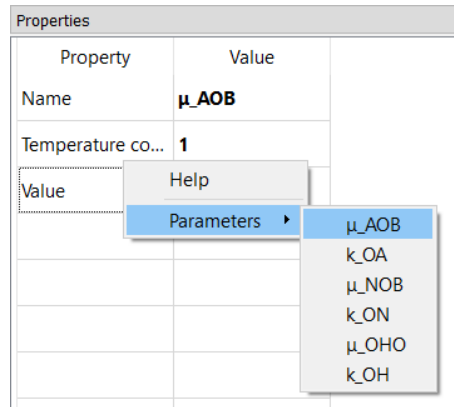 Properties
Property Value
Name μ_AOB
Temperature co... 1
Value
Help
Parameters
μ_AOB
k_OA
μ_NOB
k_ON
μ_OHO
k_OH